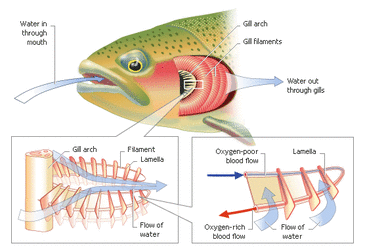 Water in
through
mouth
Gill arch
Gill filaments
Water out
through gills
Gill arch
Filament
Lamella
Flow of
water
Oxygen-poor
blood flow
Lamella
Oxygen-rich
blood flow
Flow of
water